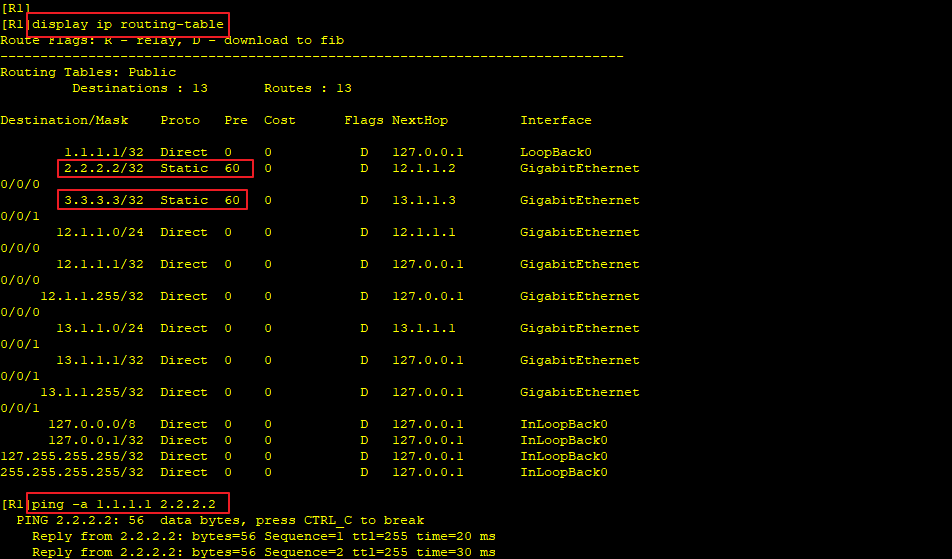 [R1]
[R1]display ip routing-table
Route Flags: R - relay, D - download to fib
------------------------------------------------------------------------------
Routing Tables: Public
         Destinations : 13       Routes : 13

Destination/Mask    Proto  Pre  Cost      Flags NextHop         Interface

        1.1.1.1/32  Direct  0    0           D  127.0.0.1       LoopBack0
        2.2.2.2/32  Static  60   0           D  12.1.1.2        GigabitEthernet
0/0/0
        3.3.3.3/32  Static  60   0           D  13.1.1.3        GigabitEthernet
0/0/1
       12.1.1.0/24  Direct  0    0           D  12.1.1.1        GigabitEthernet
0/0/0
       12.1.1.1/32  Direct  0    0           D  127.0.0.1       GigabitEthernet
0/0/0
     12.1.1.255/32  Direct  0    0           D  127.0.0.1       GigabitEthernet
0/0/0
       13.1.1.0/24  Direct  0    0           D  13.1.1.1        GigabitEthernet
0/0/1
       13.1.1.1/32  Direct  0    0           D  127.0.0.1       GigabitEthernet
0/0/1
     13.1.1.255/32  Direct  0    0           D  127.0.0.1       GigabitEthernet
0/0/1
      127.0.0.0/8   Direct  0    0           D  127.0.0.1       InLoopBack0
      127.0.0.1/32  Direct  0    0           D  127.0.0.1       InLoopBack0
127.255.255.255/32  Direct  0    0           D  127.0.0.1       InLoopBack0
255.255.255.255/32  Direct  0    0           D  127.0.0.1       InLoopBack0

[R1]ping -a 1.1.1.1 2.2.2.2
  PING 2.2.2.2: 56  data bytes, press CTRL_C to break
    Reply from 2.2.2.2: bytes=56 Sequence=1 ttl=255 time=20 ms
    Reply from 2.2.2.2: bytes=56 Sequence=2 ttl=255 time=30 ms